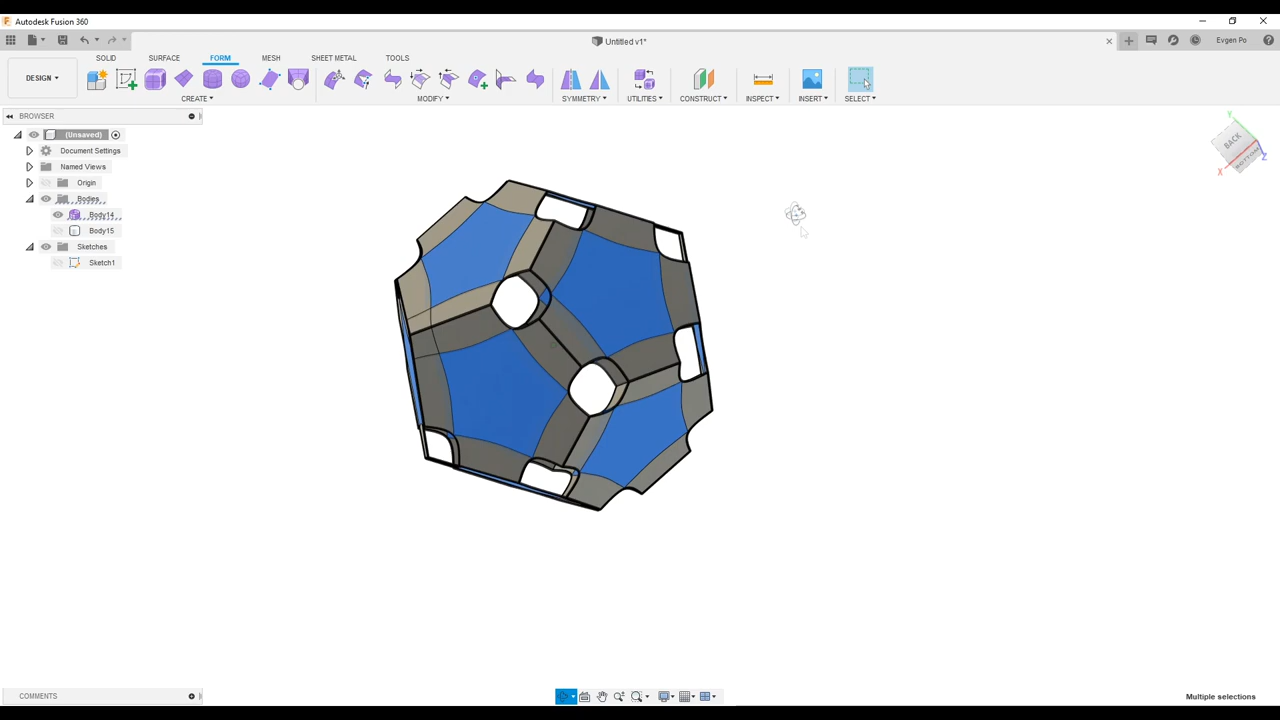 Autodesk Fusion 360
Untitled v1*
Evgen Po
DESIGN
SOLID
SURFACE
FORM
MESH
SHEET METAL
TOOLS
CREATE
MODIFY
SYMMETRY
UTILITIES
CONSTRUCT
INSPECT
INSERT
SELECT
BROWSER
(Unsaved)
Document Settings
Named Views
Origin
Bodies
Body14
Body15
Sketches
Sketch1
Y
BACK
BOTTOM
X
Z
COMMENTS
Multiple selections